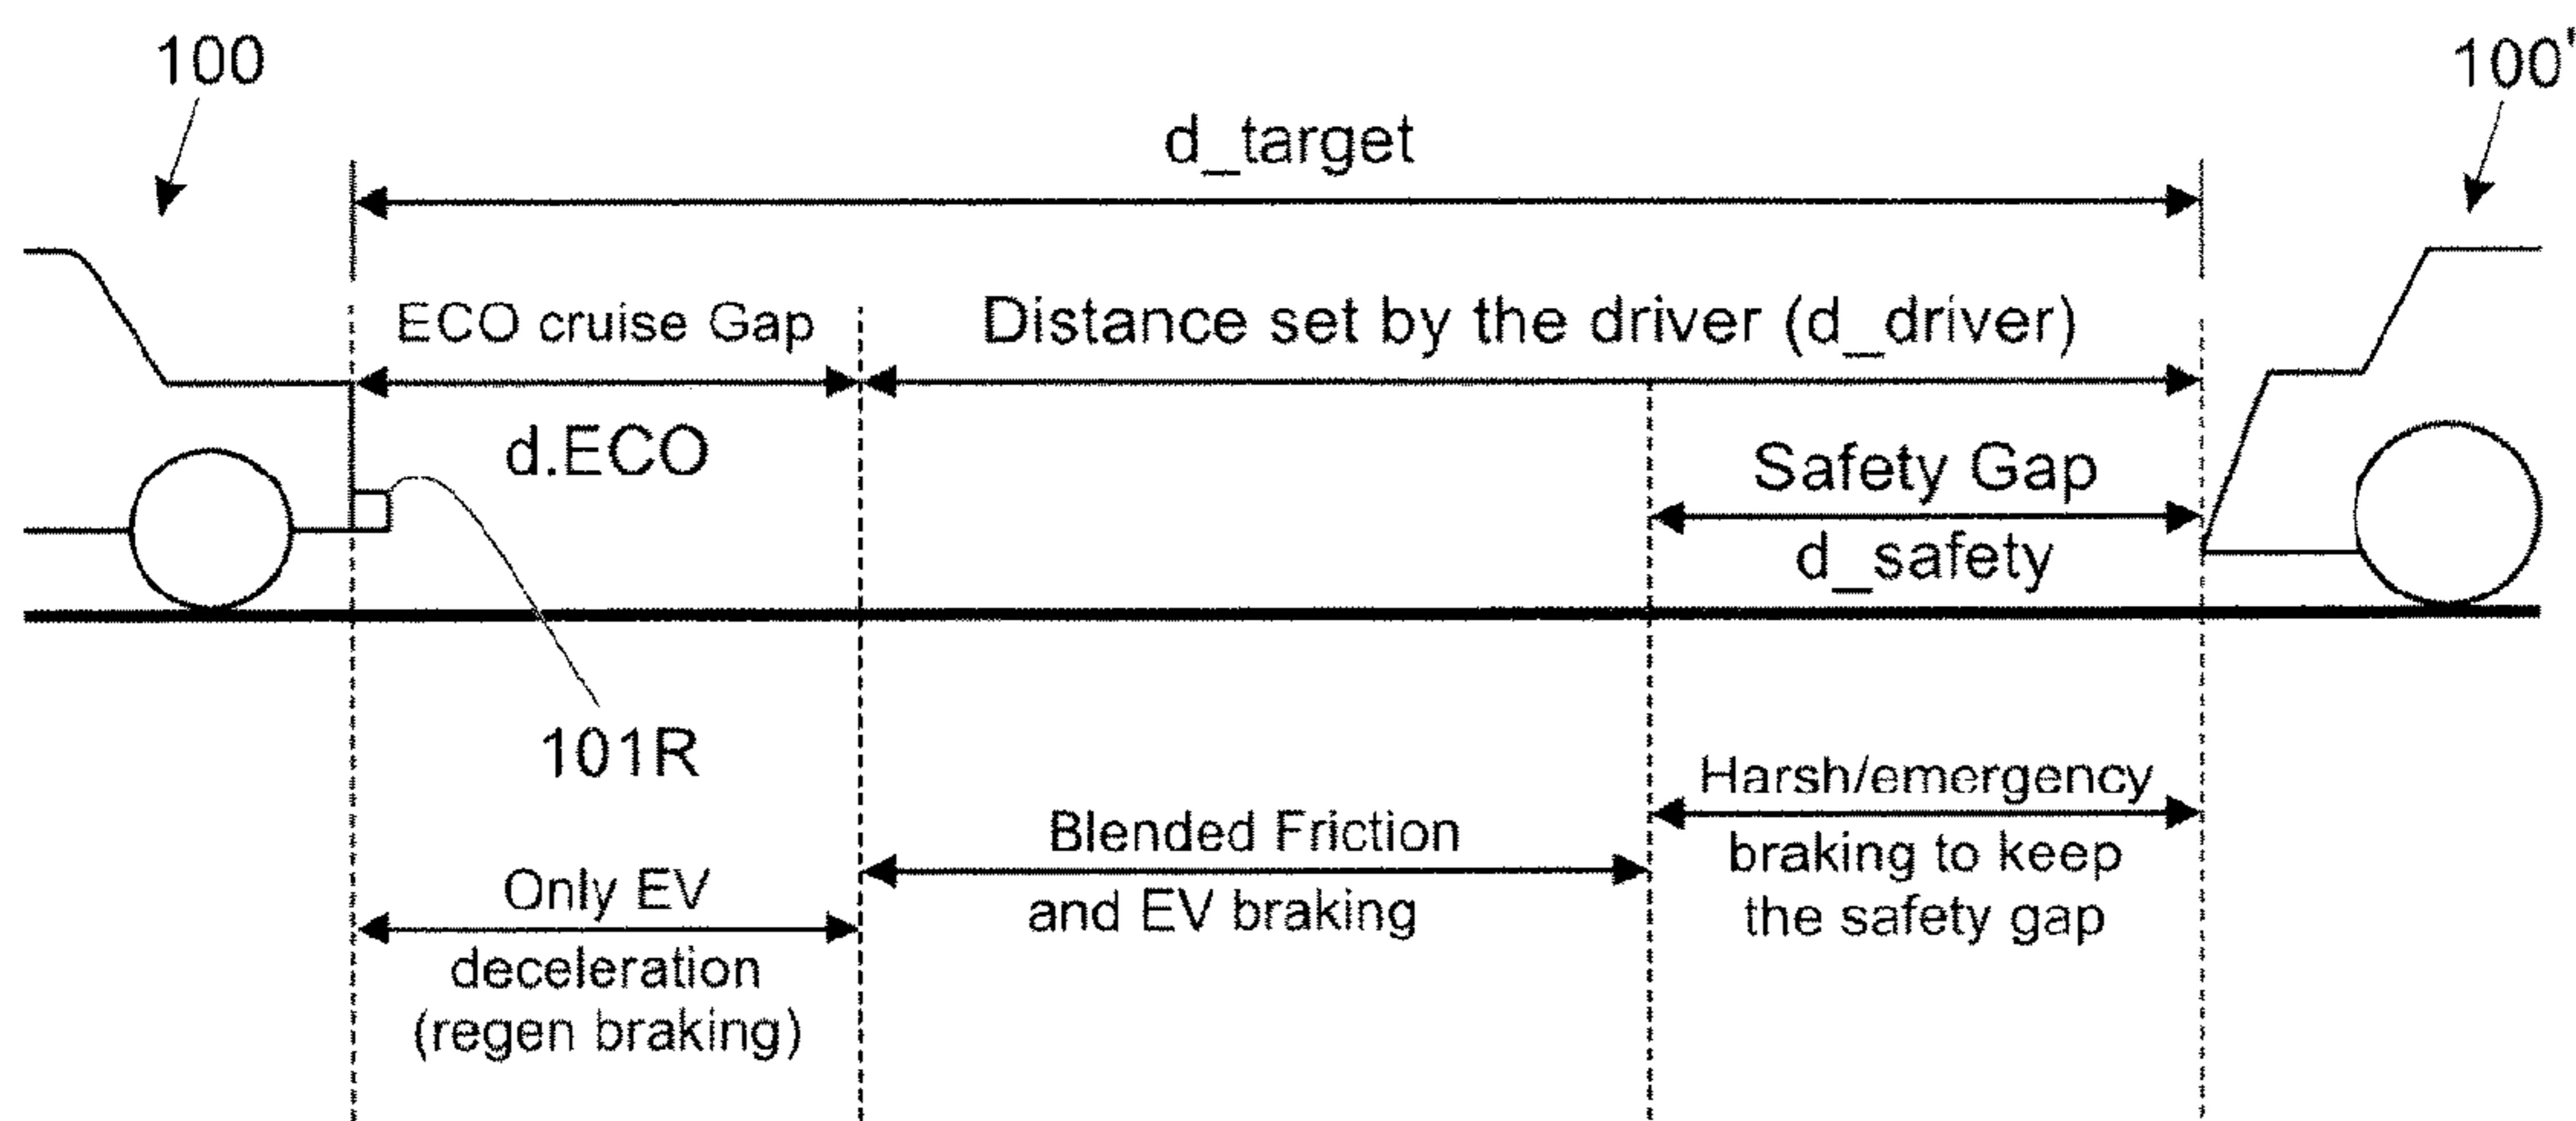 100
100'
d_target
ECO cruise Gap
Distance set by the driver (d_driver)
d.ECO
Safety Gap
d_safety
101R
Only EV
deceleration
(regen braking)
Blended Friction
and EV braking
Harsh/emergency
braking to keep
the safety gap